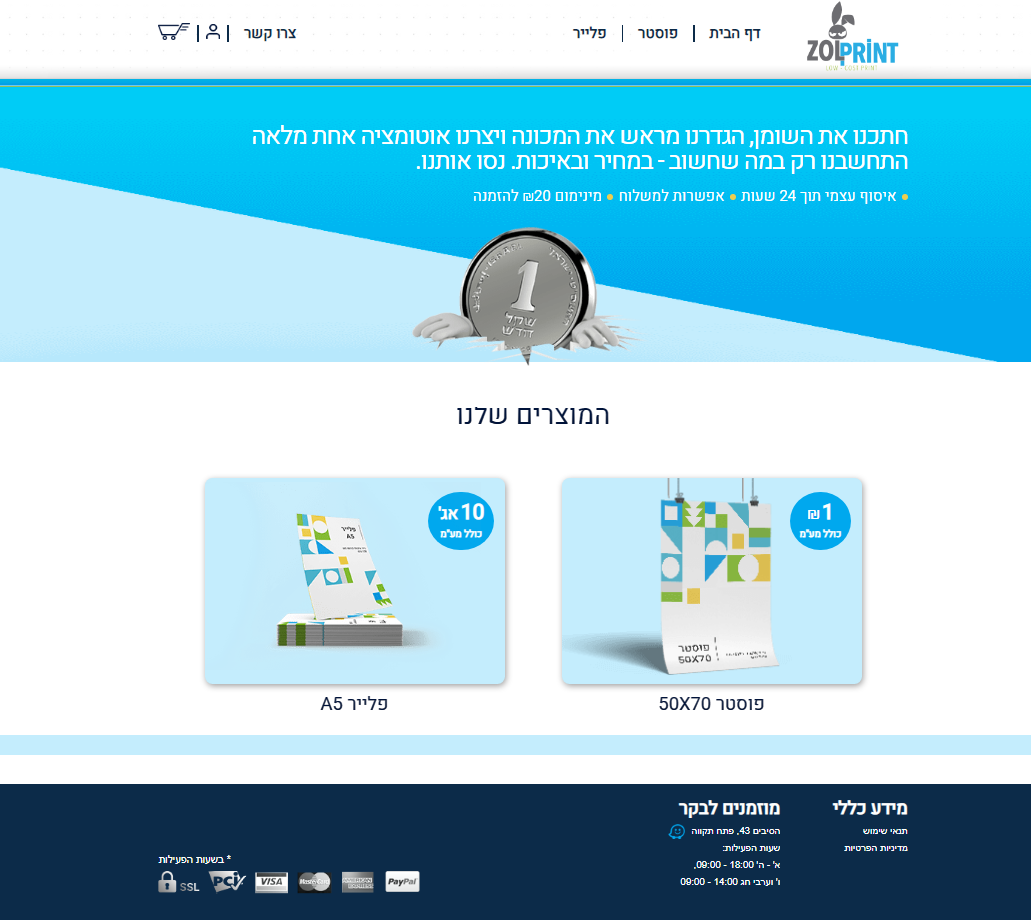 ZOLPRINT
LOW - COST PRINT
דף הבית
פוסטר
פלייר
צרו קשר
חתכנו את השומן, הגדרנו מראש את המכונה ויצרנו אוטומציה אחת מלאה
התחשבנו רק במה שחשוב - במחיר ובאיכות. נסו אותנו.
איסוף עצמי תוך 24 שעות • אפשרות למשלוח • מינימום 20₪ להזמנה
1
שקל
חדש
המוצרים שלנו
1 ₪
כולל מע"מ
פוסטר
50X70
פוסטר 50X70
10 אג'
כולל מע"מ
פלייר
A5
פלייר A5
מידע כללי
תנאי שימוש
מדיניות הפרטיות
מוזמנים לבקר
הסיבים 43, פתח תקווה
שעות הפעילות:
א' - ה' 18:00 - 09:00,
ו' וערבי חג 14:00 - 09:00
* בשעות הפעילות
SSL
PCI
VISA
MasterCard
AMERICAN EXPRESS
PayPal